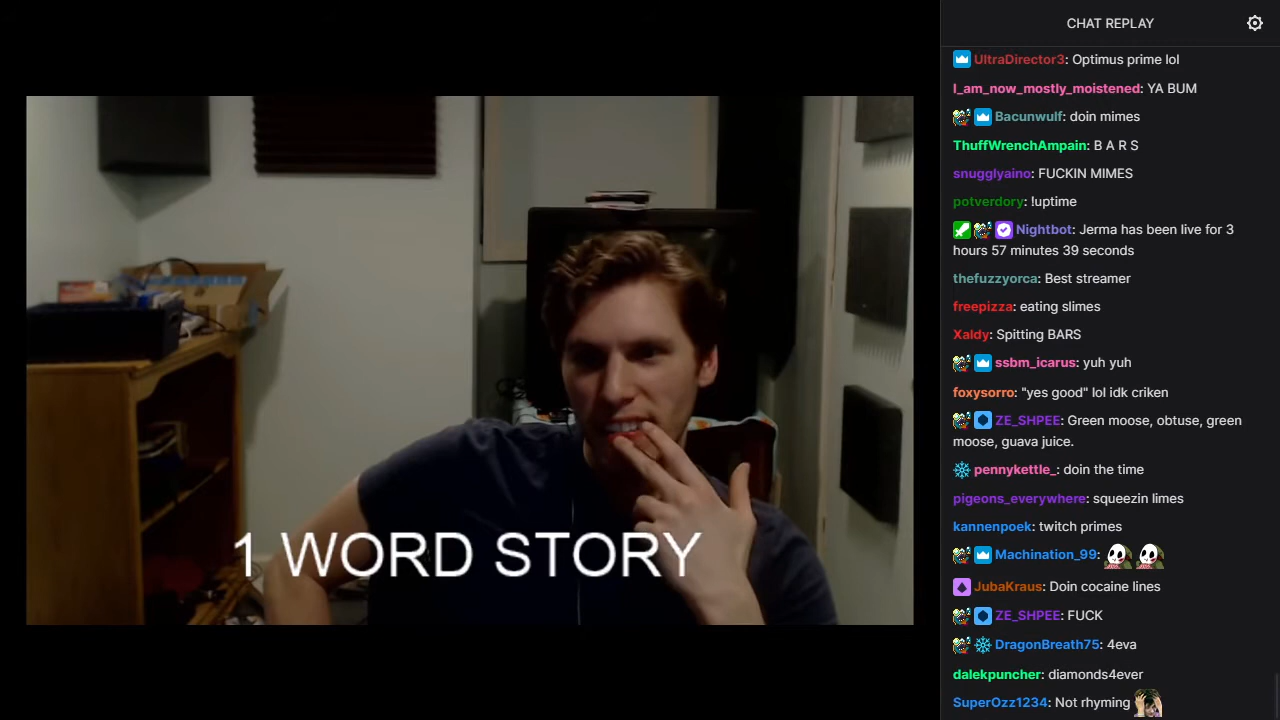 CHAT REPLAY
UltraDirector3: Optimus prime lol
I_am_now_mostly_moistened: YA BUM
Bacunwulf: doin mimes
ThuffWrenchAmpain: B A R S
snugglyaino: FUCKIN MIMES
potverdory: !uptime
Nightbot: Jerma has been live for 3
hours 57 minutes 39 seconds
thefuzzyorca: Best streamer
freepizza: eating slimes
Xaldy: Spitting BARS
ssbm_icarus: yuh yuh
foxysorro: "yes good" lol idk criken
ZE_SHPEE: Green moose, obtuse, green
moose, guava juice.
pennykettle_: doin the time
pigeons_everywhere: squeezin limes
kannenpoek: twitch primes
Machination_99:
JubaKraus: Doin cocaine lines
ZE_SHPEE: FUCK
DragonBreath75: 4eva
dalekpuncher: diamonds4ever
SuperOzz1234: Not rhyming
1 WORD STORY